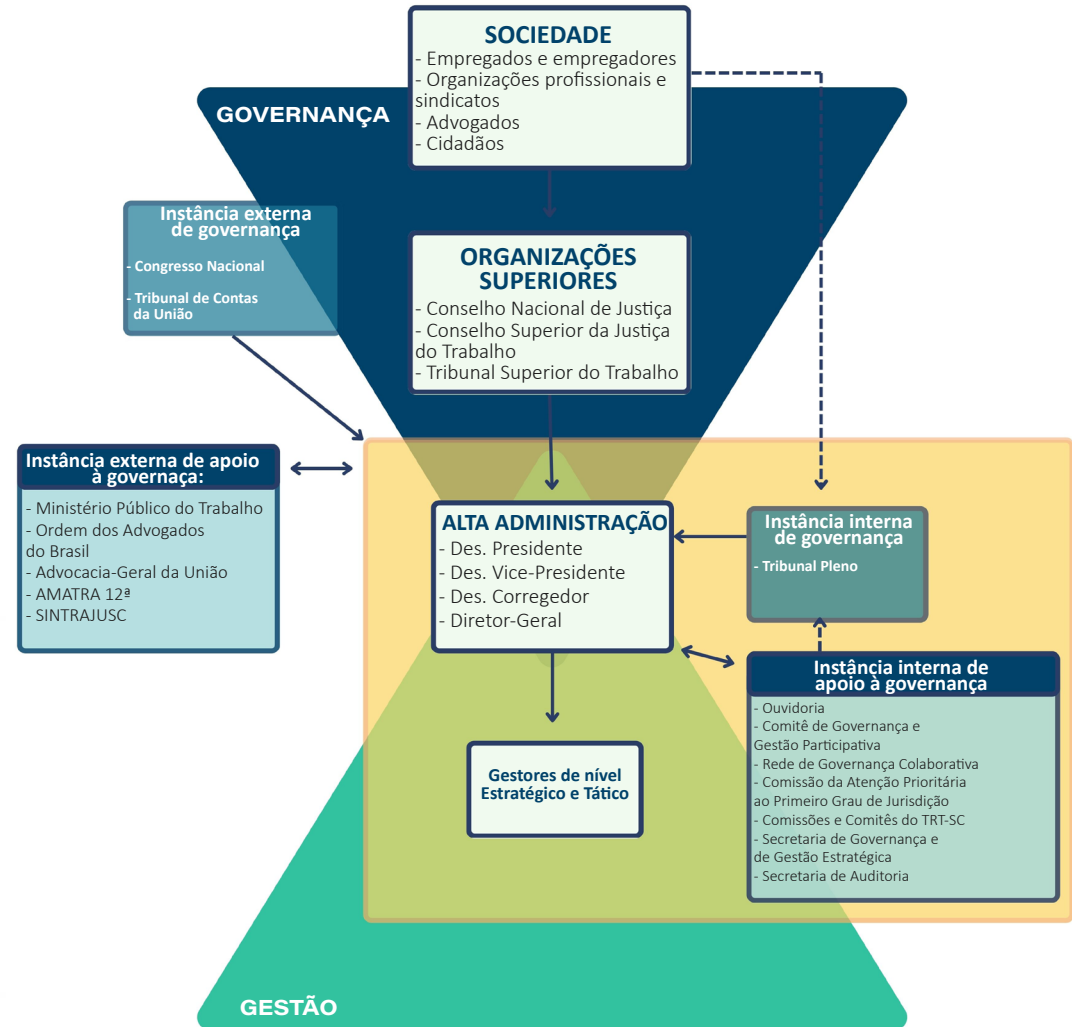 SOCIEDADE
- Empregados e empregadores
- Organizações profissionais e
sindicatos
- Advogados
- Cidadãos
GOVERNANÇA
Instância externa
de governança
- Congresso Nacional
- Tribunal de Contas
da União
ORGANIZAÇÕES
SUPERIORES
- Conselho Nacional de Justiça
- Conselho Superior da Justiça
do Trabalho
- Tribunal Superior do Trabalho
Instância externa de apoio
à governaça:
- Ministério Público do Trabalho
- Ordem dos Advogados
do Brasil
- Advocacia-Geral da União
- AMATRA 12ª
- SINTRAJUSC
ALTA ADMINISTRAÇÃO
- Des. Presidente
- Des. Vice-Presidente
- Des. Corregedor
- Diretor-Geral
Instância interna
de governança
- Tribunal Pleno
Instância interna de
apoio à governança
- Ouvidoria
- Comitê de Governança e
Gestão Participativa
- Rede de Governança Colaborativa
- Comissão da Atenção Prioritária
ao Primeiro Grau de Jurisdição
- Comissões e Comitês do TRT-SC
- Secretaria de Governança e
de Gestão Estratégica
- Secretaria de Auditoria
Gestores de nível
Estratégico e Tático
GESTÃO